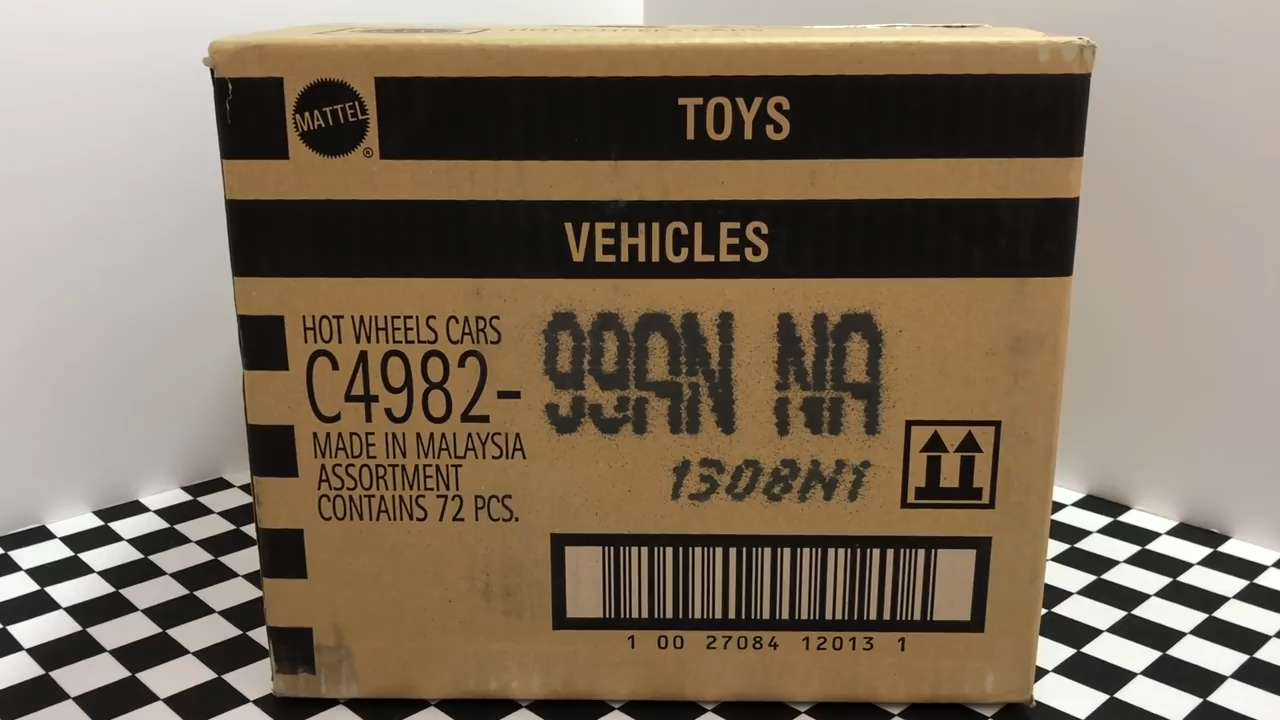 MATTEL
®
TOYS
VEHICLES
HOT WHEELS CARS
C4982-
99AN NA
MADE IN MALAYSIA
ASSORTMENT
CONTAINS 72 PCS.
1508N1
1 00 27084 12013 1